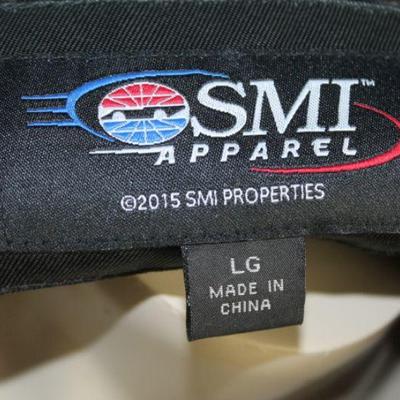 SMI™
APPAREL
©2015 SMI PROPERTIES
LG
MADE IN
CHINA